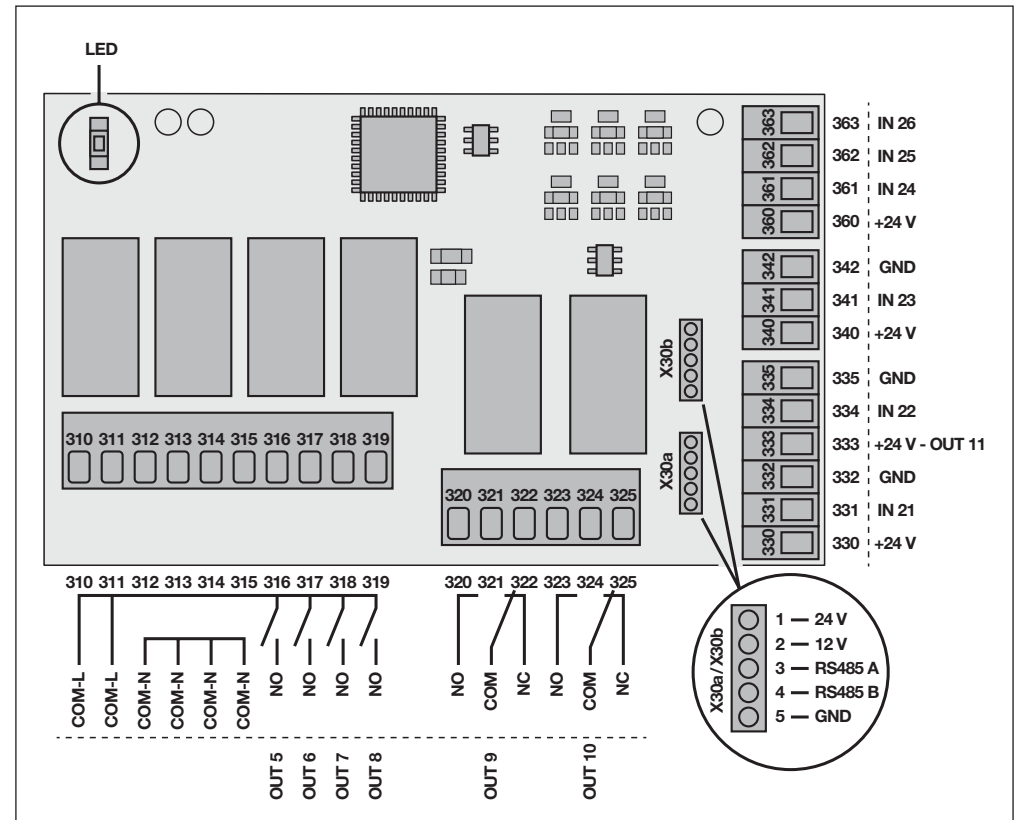 LED
363
363 IN 26
362
362 IN 25
361
361 IN 24
360
360 +24 V
342
342 GND
341
341 IN 23
340
340 +24 V
335
335 GND
334
334 IN 22
333
333 +24 V - OUT 11
332
332 GND
331
331 IN 21
330
330 +24 V
X30b
X30a
310 311 312 313 314 315 316 317 318 319
320 321 322 323 324 325
310 311 312 313 314 315 316 317 318 319
320 321 322 323 324 325
COM-L COM-L COM-N COM-N COM-N COM-N NO NO NO NO
NO COM NC NO COM NC
OUT 5 OUT 6 OUT 7 OUT 8
OUT 9 OUT 10
X30a/X30b
1 — 24 V
2 — 12 V
3 — RS485 A
4 — RS485 B
5 — GND